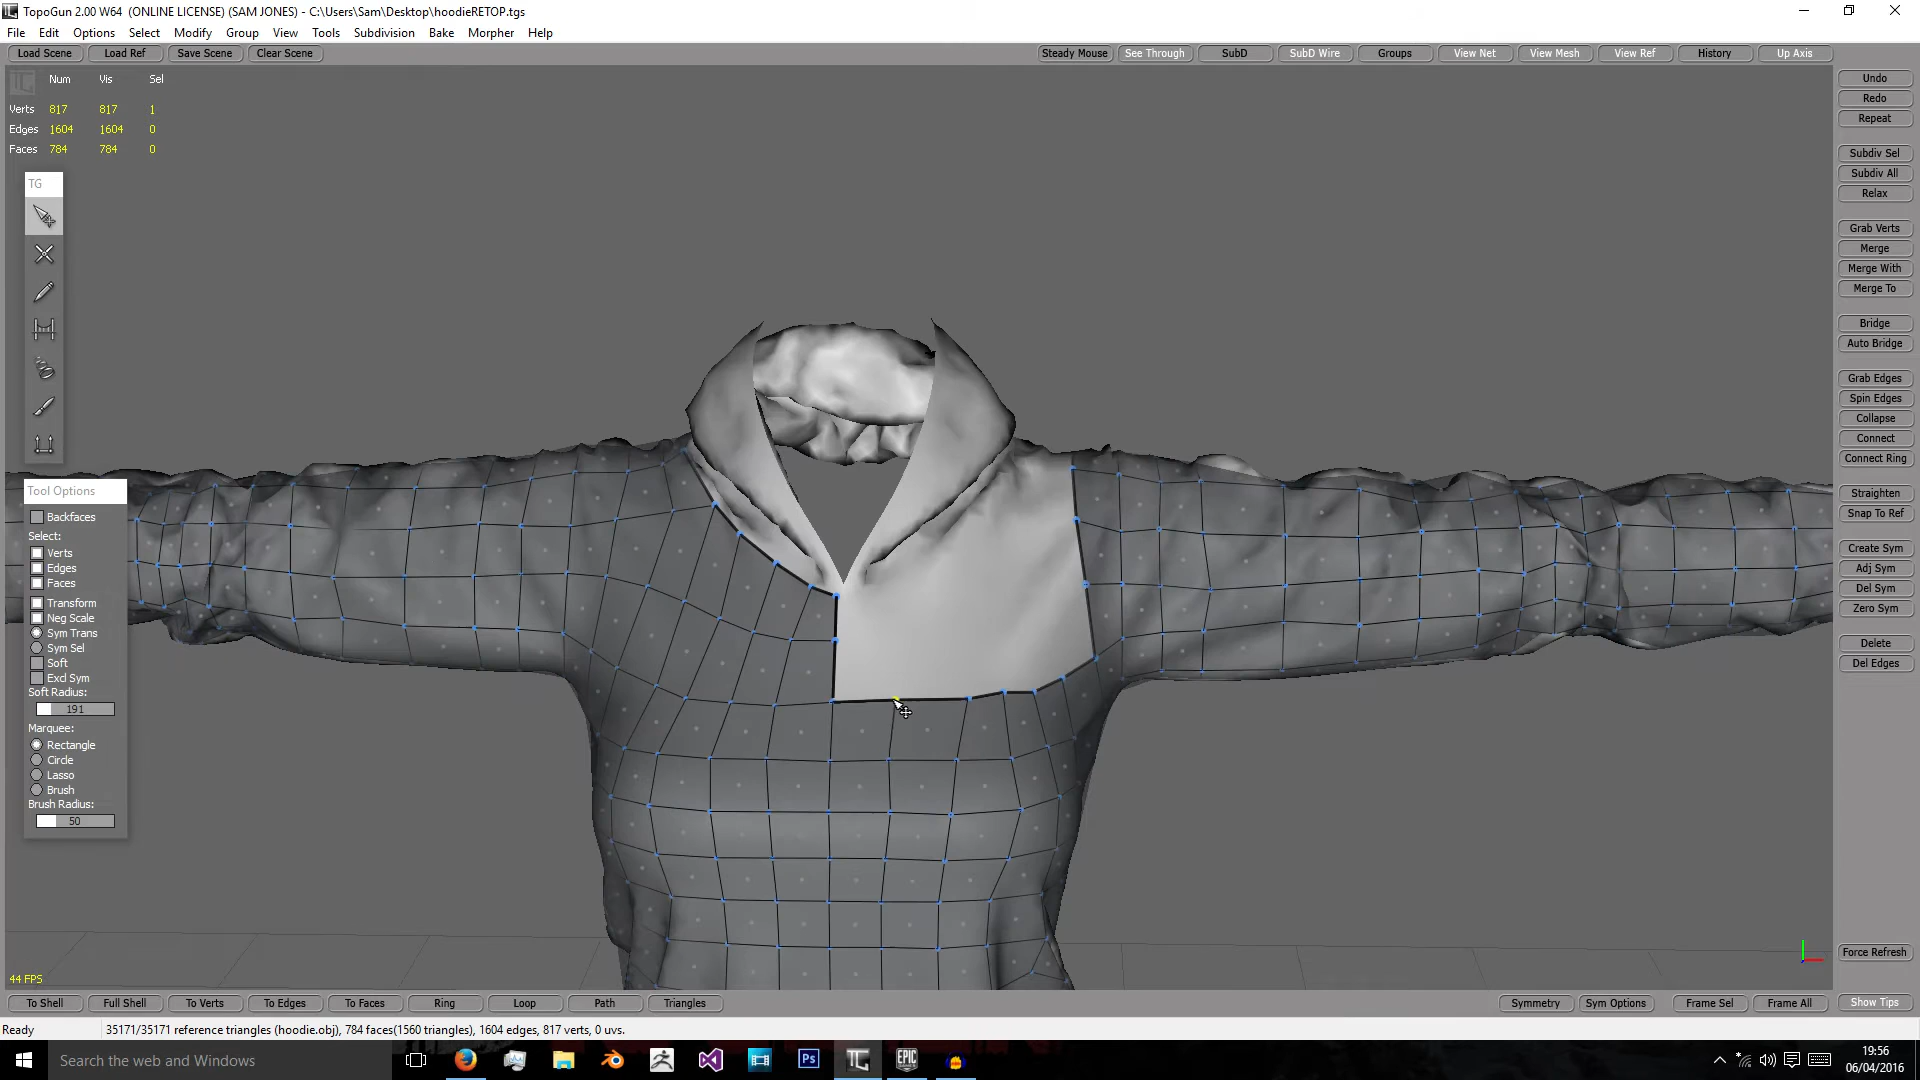 TopoGun 2.00 W64 (ONLINE LICENSE) (SAM JONES) - C:\Users\Sam\Desktop\hoodieRETOP.tgs
File Edit Options Select Modify Group View Tools Subdivision Bake Morpher Help
Load Scene Load Ref Save Scene Clear Scene Steady Mouse See Through SubD SubD Wire Groups View Net View Mesh View Ref History Up Axis
Num Vis Sel
Verts 817 817 1
Edges 1604 1604 0
Faces 784 784 0
TG
Tool Options
Backfaces
Select:
Verts
Edges
Faces
Transform
Neg Scale
Sym Trans
Sym Sel
Soft
Excl Sym
Soft Radius:
191
Marquee:
Rectangle
Circle
Lasso
Brush
Brush Radius:
50
Undo
Redo
Repeat
Subdiv Sel
Subdiv All
Relax
Grab Verts
Merge
Merge With
Merge To
Bridge
Auto Bridge
Grab Edges
Spin Edges
Collapse
Connect
Connect Ring
Straighten
Snap To Ref
Create Sym
Adj Sym
Del Sym
Zero Sym
Delete
Del Edges
Force Refresh
Show Tips
44 FPS
To Shell Full Shell To Verts To Edges To Faces Ring Loop Path Triangles Symmetry Sym Options Frame Sel Frame All
Ready 35171/35171 reference triangles (hoodie.obj), 784 faces(1560 triangles), 1604 edges, 817 verts, 0 uvs.
Search the web and Windows
Ps
EPIC
19:56
06/04/2016